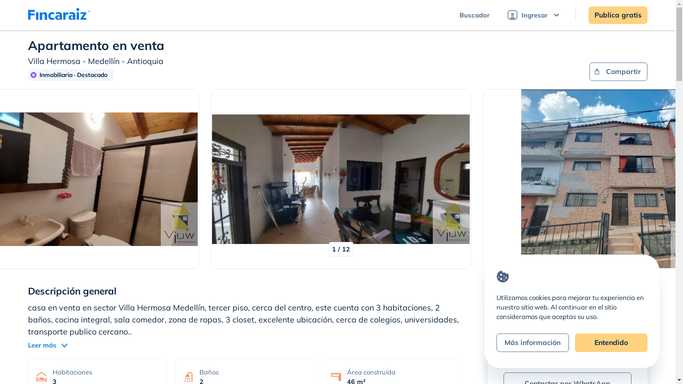 Fincaraiz
Buscador
Ingresar
Publica gratis
Apartamento en venta
Villa Hermosa - Medellín - Antioquia
Inmobiliaria · Destacado
Compartir
1 / 12
Descripción general
casa en venta en sector Villa Hermosa Medellín, tercer piso, cerca del centro, este cuenta con 3 habitaciones, 2
baños, cocina integral, sala comedor, zona de ropas, 3 closet, excelente ubicación, cerca de colegios, universidades,
transporte publico cercano..
Leer más
Habitaciones
3
Baños
2
Área construida
46 m²
Utilizamos cookies para mejorar tu experiencia en
nuestro sitio web. Al continuar en el sitio
consideramos que aceptas su uso.
Más información
Entendido
Contactar por WhatsApp